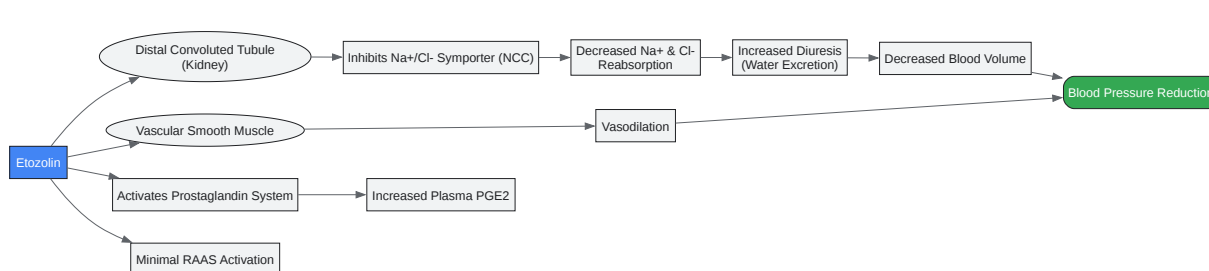 Distal Convoluted Tubule
(Kidney)
Inhibits Na+/Cl- Symporter (NCC)
Decreased Na+ & Cl-
Reabsorption
Increased Diuresis
(Water Excretion)
Decreased Blood Volume
Blood Pressure Reduction
Vascular Smooth Muscle
Vasodilation
Etozolin
Activates Prostaglandin System
Increased Plasma PGE2
Minimal RAAS Activation